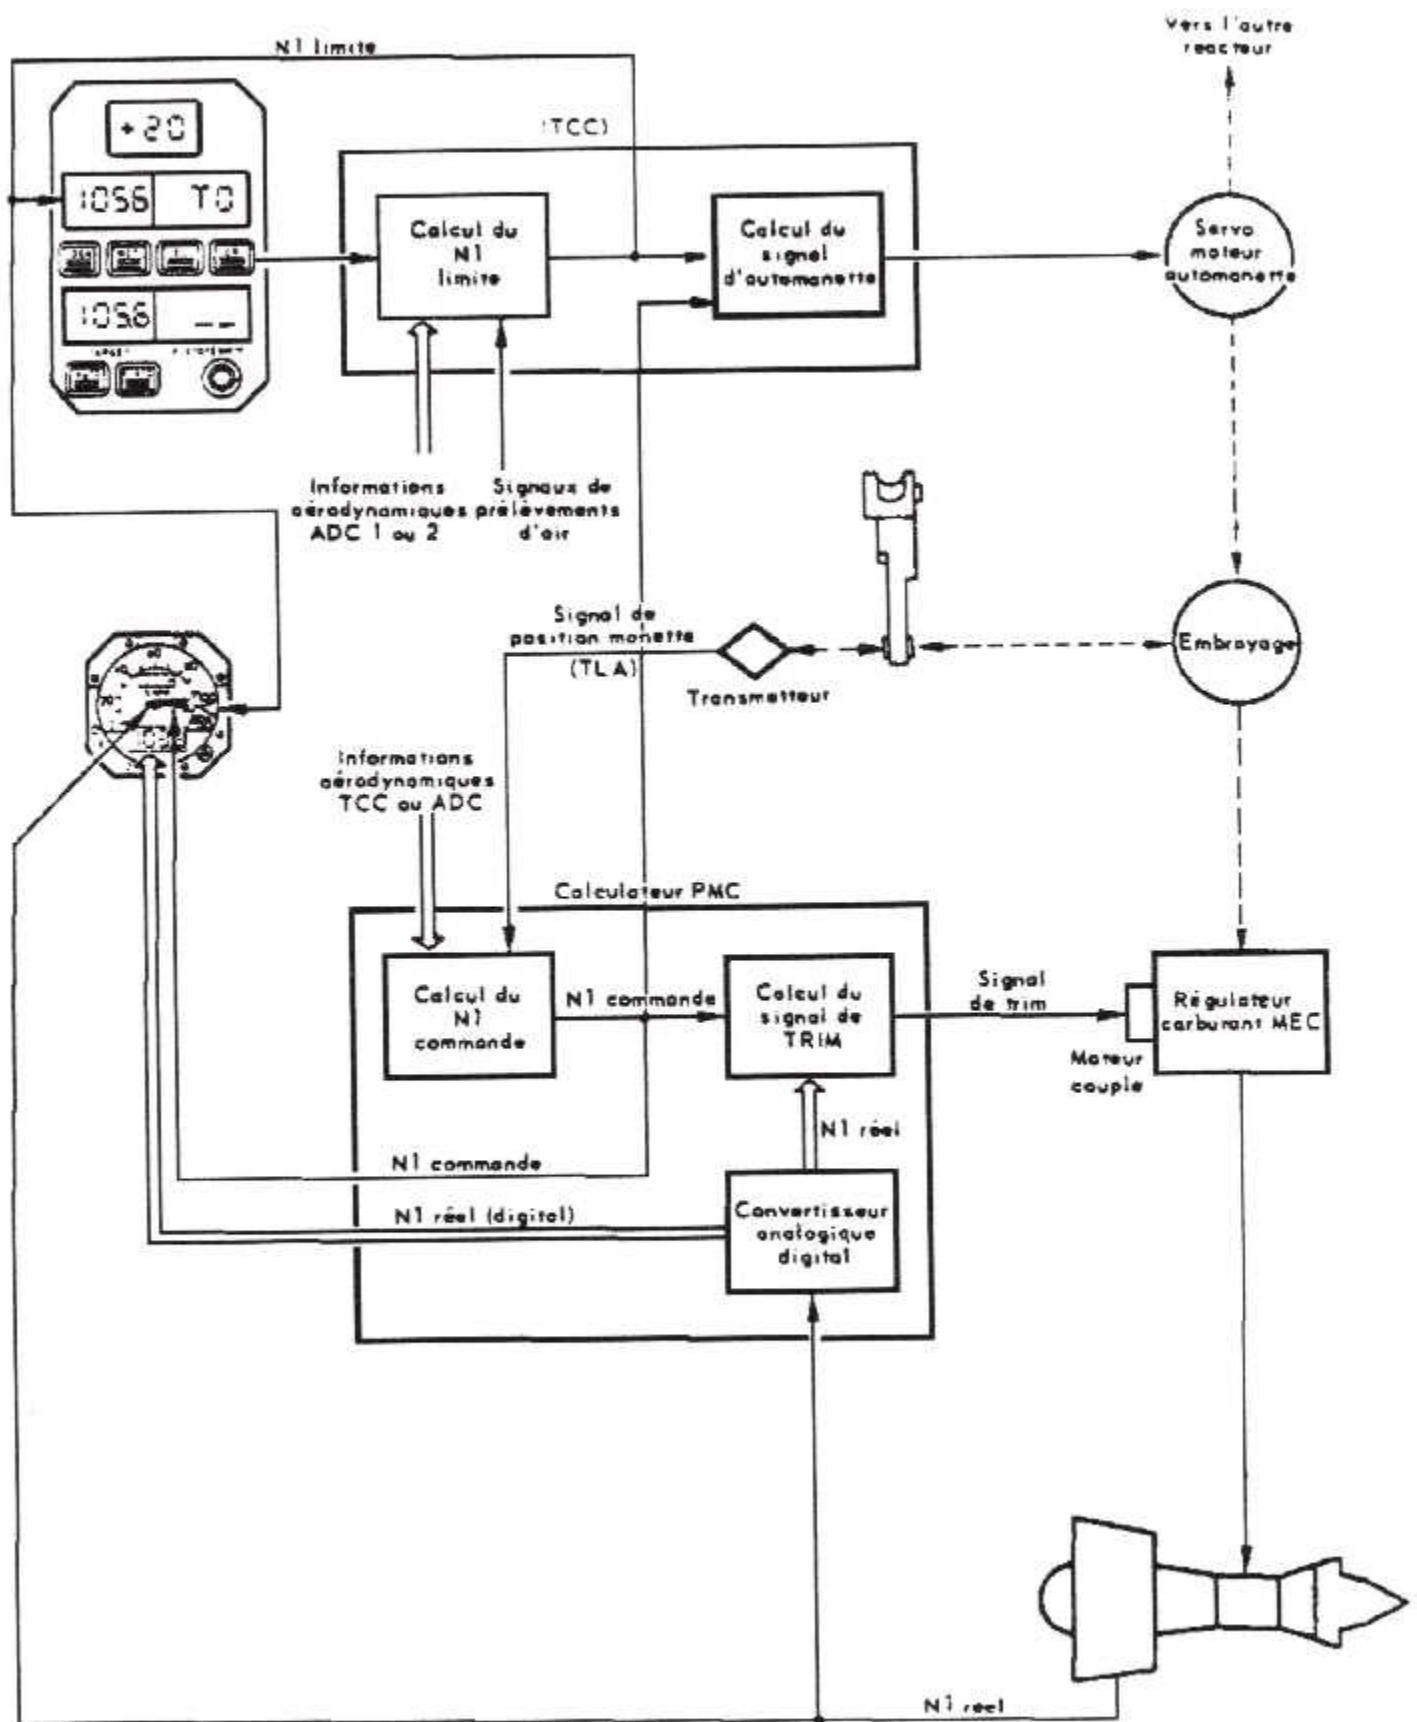 Vers l'autre
reacteur
N1 limite
+20
(TCC)
1056 TO
Calcul du
N1
limite
Calcul du
signal
d'automanette
Servo
moteur
automanette
105.6 --
Informations
aérodynamiques
ADC 1 ou 2
Signaux de
prélèvements
d'air
Signal de
position manette
(TLA)
Transmetteur
Embrayage
Informations
aérodynamiques
TCC ou ADC
Calculateur PMC
Calcul du
N1
commande
N1 commande
Calcul du
signal de
TRIM
Signal
de trim
Régulateur
carburant MEC
Moteur
couple
N1 réel
N1 commande
N1 réel (digital)
Convertisseur
analogique
digital
N1 reel